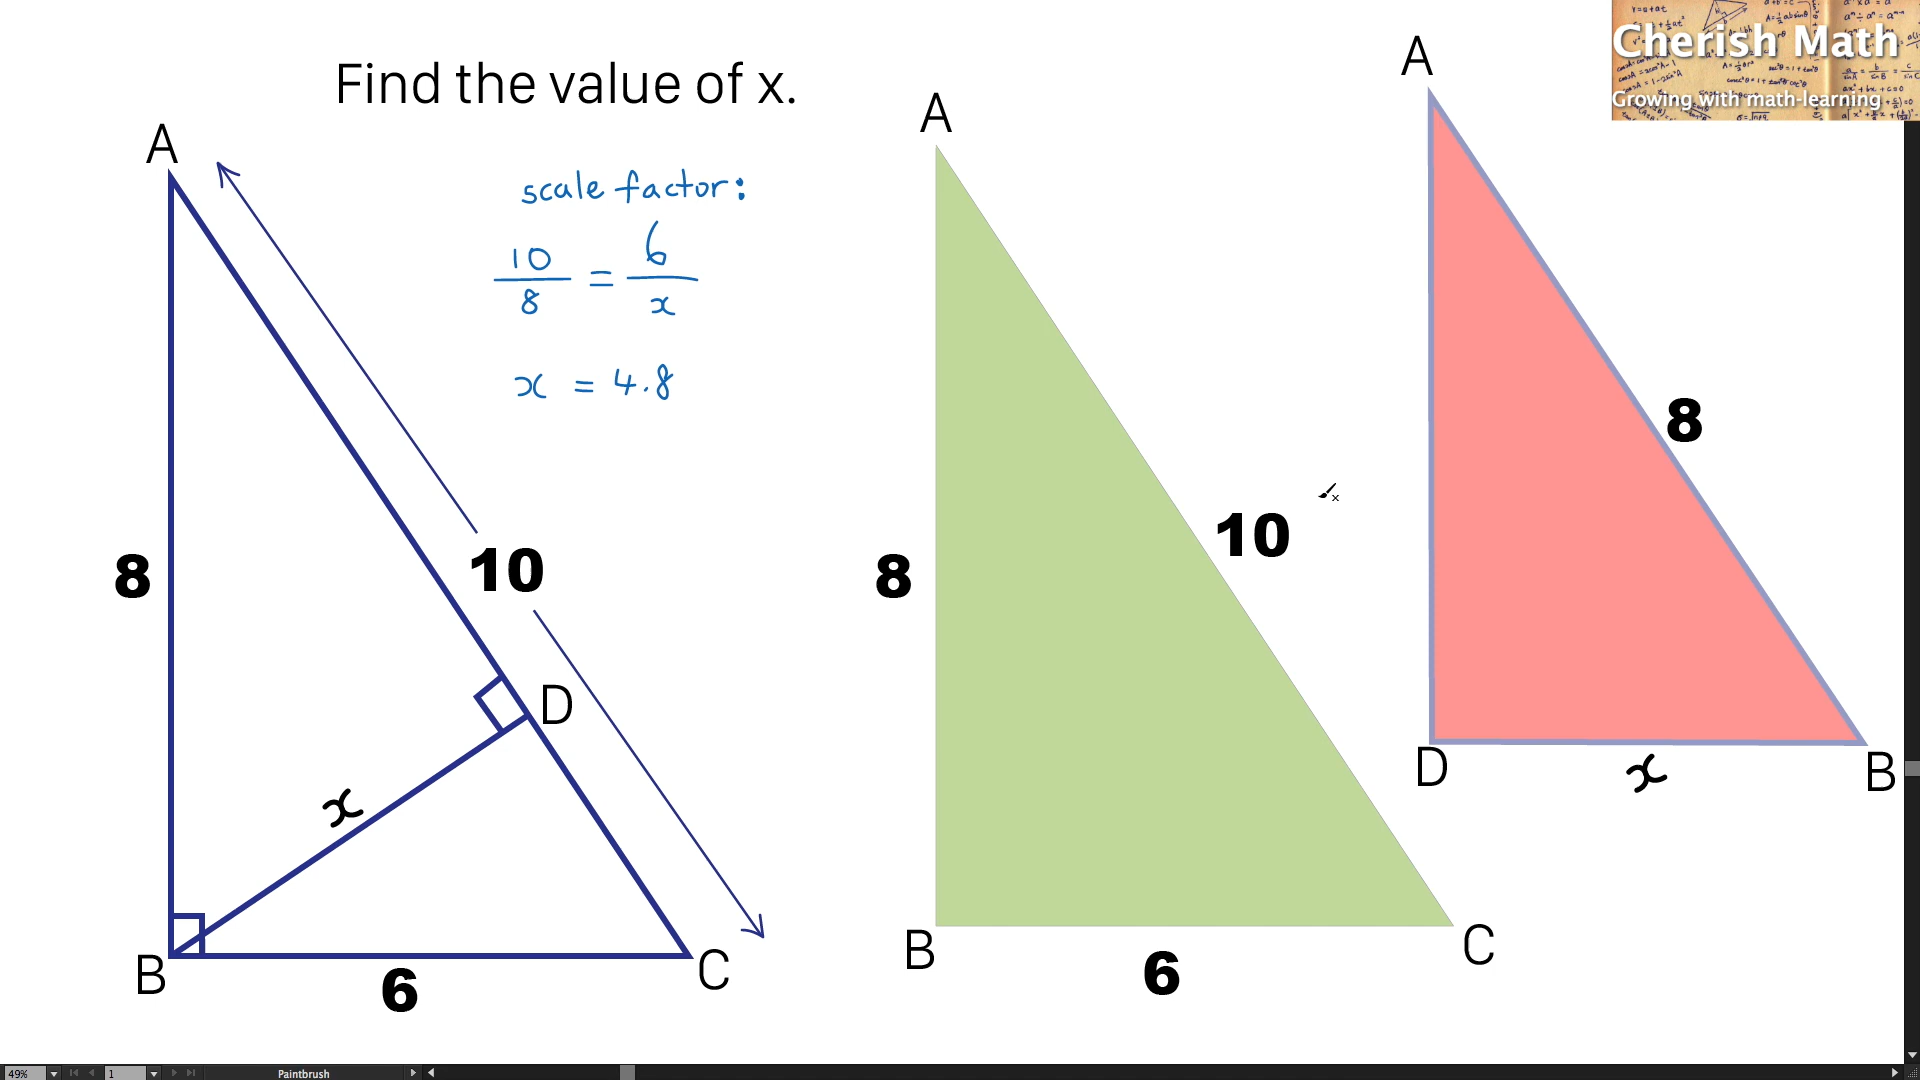 Find the value of x.
Cherish Math
Growing with math-learning
scale factor:
10/8 = 6/x
x = 4.8
A
8
10
D
x
B
6
C
A
8
10
B
6
C
A
8
D
x
B
49%
1
Paintbrush